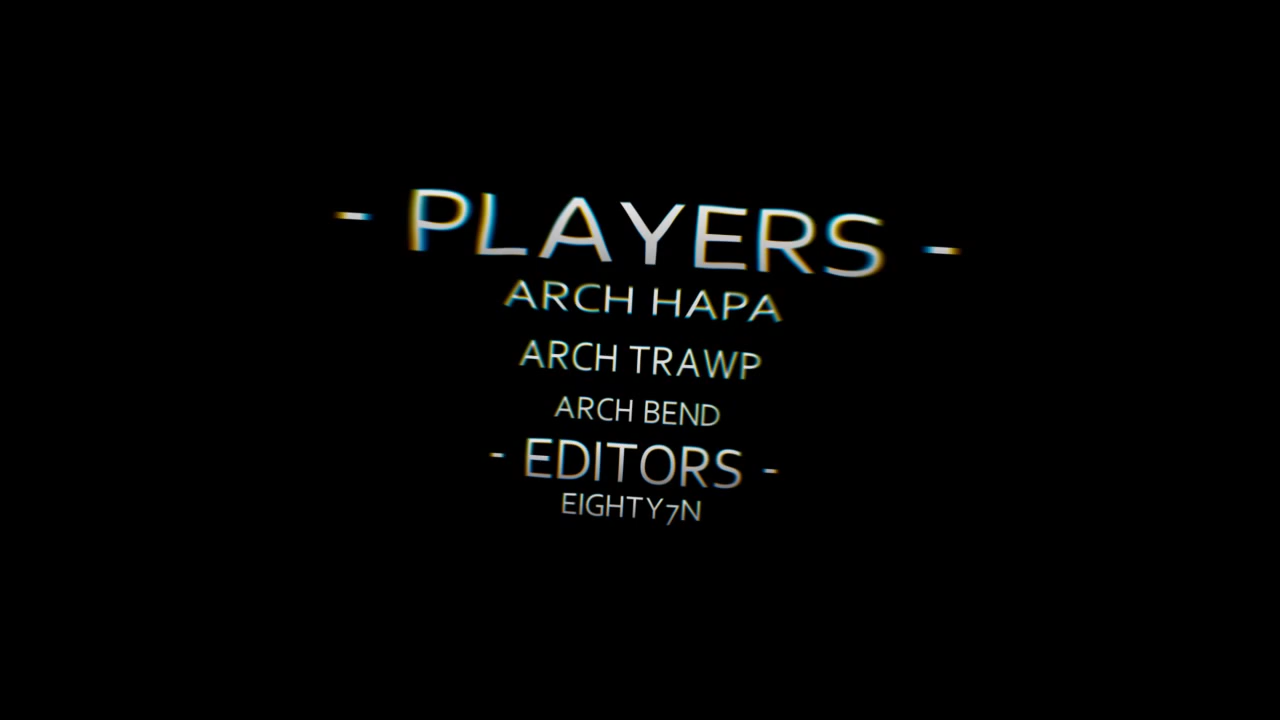 - PLAYERS -
ARCH HAPA
ARCH TRAWP
ARCH BEND
- EDITORS -
EIGHTY7N